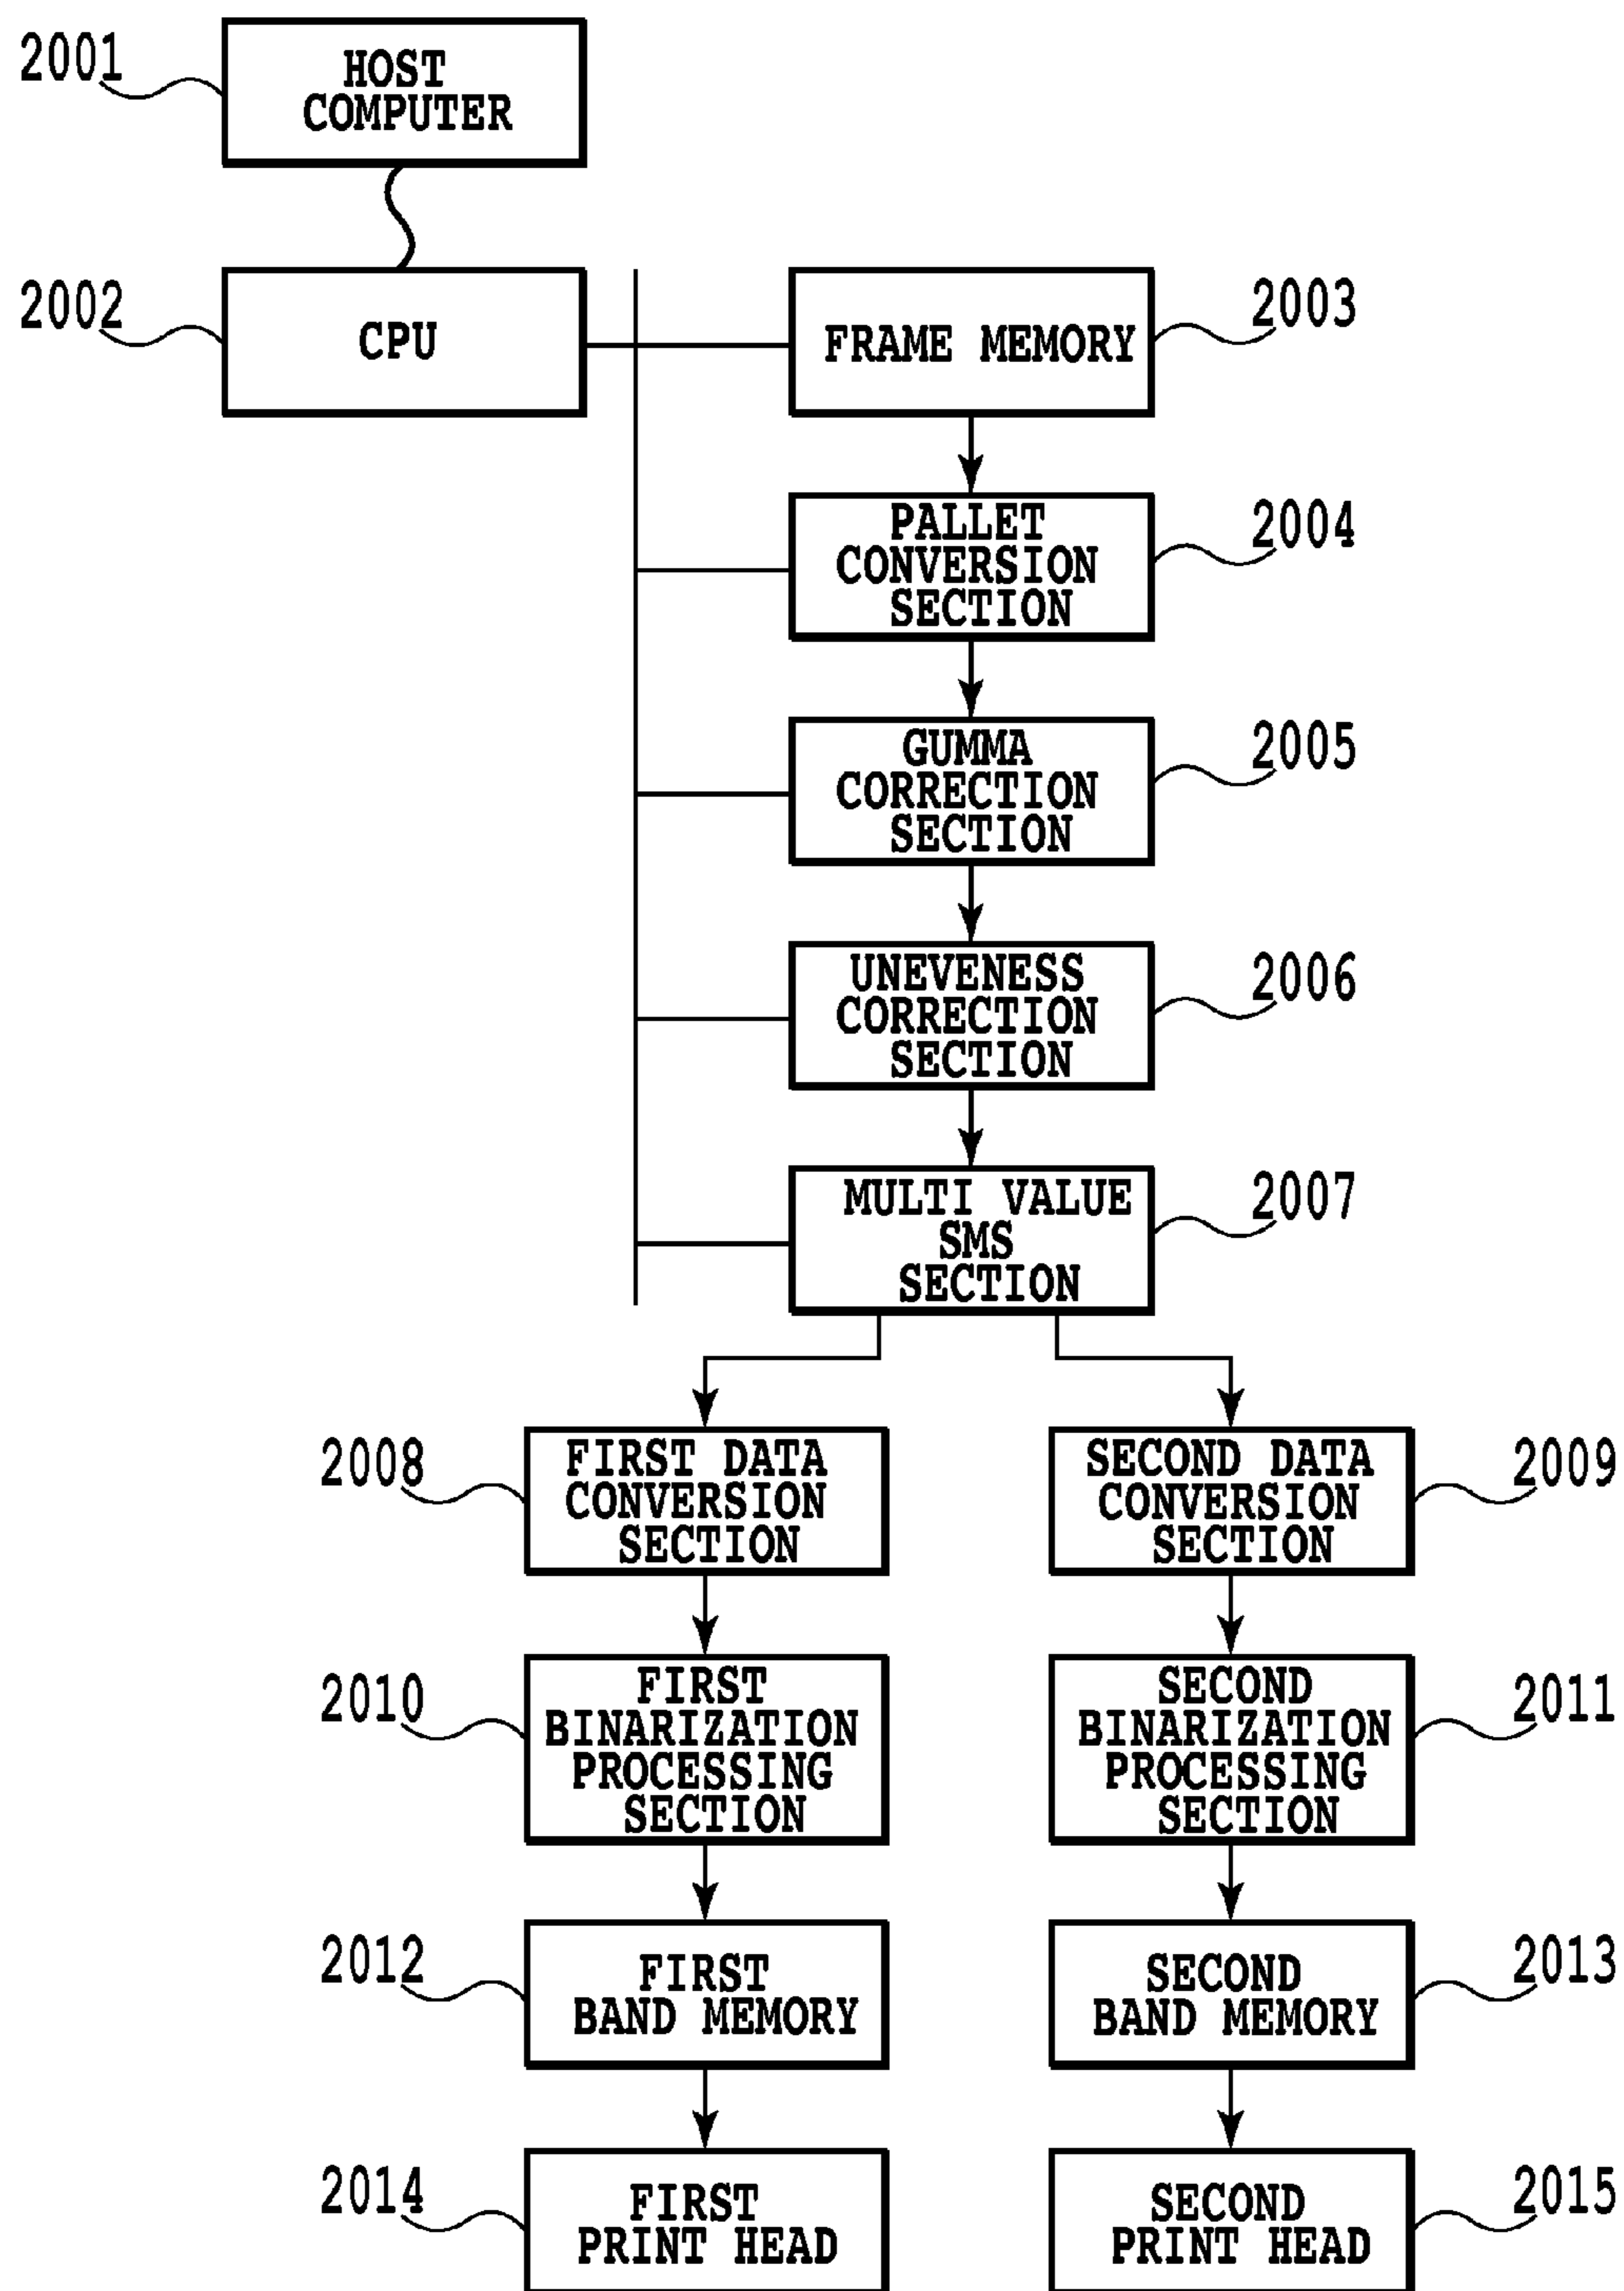 2001
HOST
COMPUTER
2002
CPU
FRAME MEMORY
2003
PALLET
CONVERSION
SECTION
2004
GUMMA
CORRECTION
SECTION
2005
UNEVENESS
CORRECTION
SECTION
2006
MULTI VALUE
SMS
SECTION
2007
2008
FIRST DATA
CONVERSION
SECTION
SECOND DATA
CONVERSION
SECTION
2009
2010
FIRST
BINARIZATION
PROCESSING
SECTION
SECOND
BINARIZATION
PROCESSING
SECTION
2011
2012
FIRST
BAND MEMORY
SECOND
BAND MEMORY
2013
2014
FIRST
PRINT HEAD
SECOND
PRINT HEAD
2015